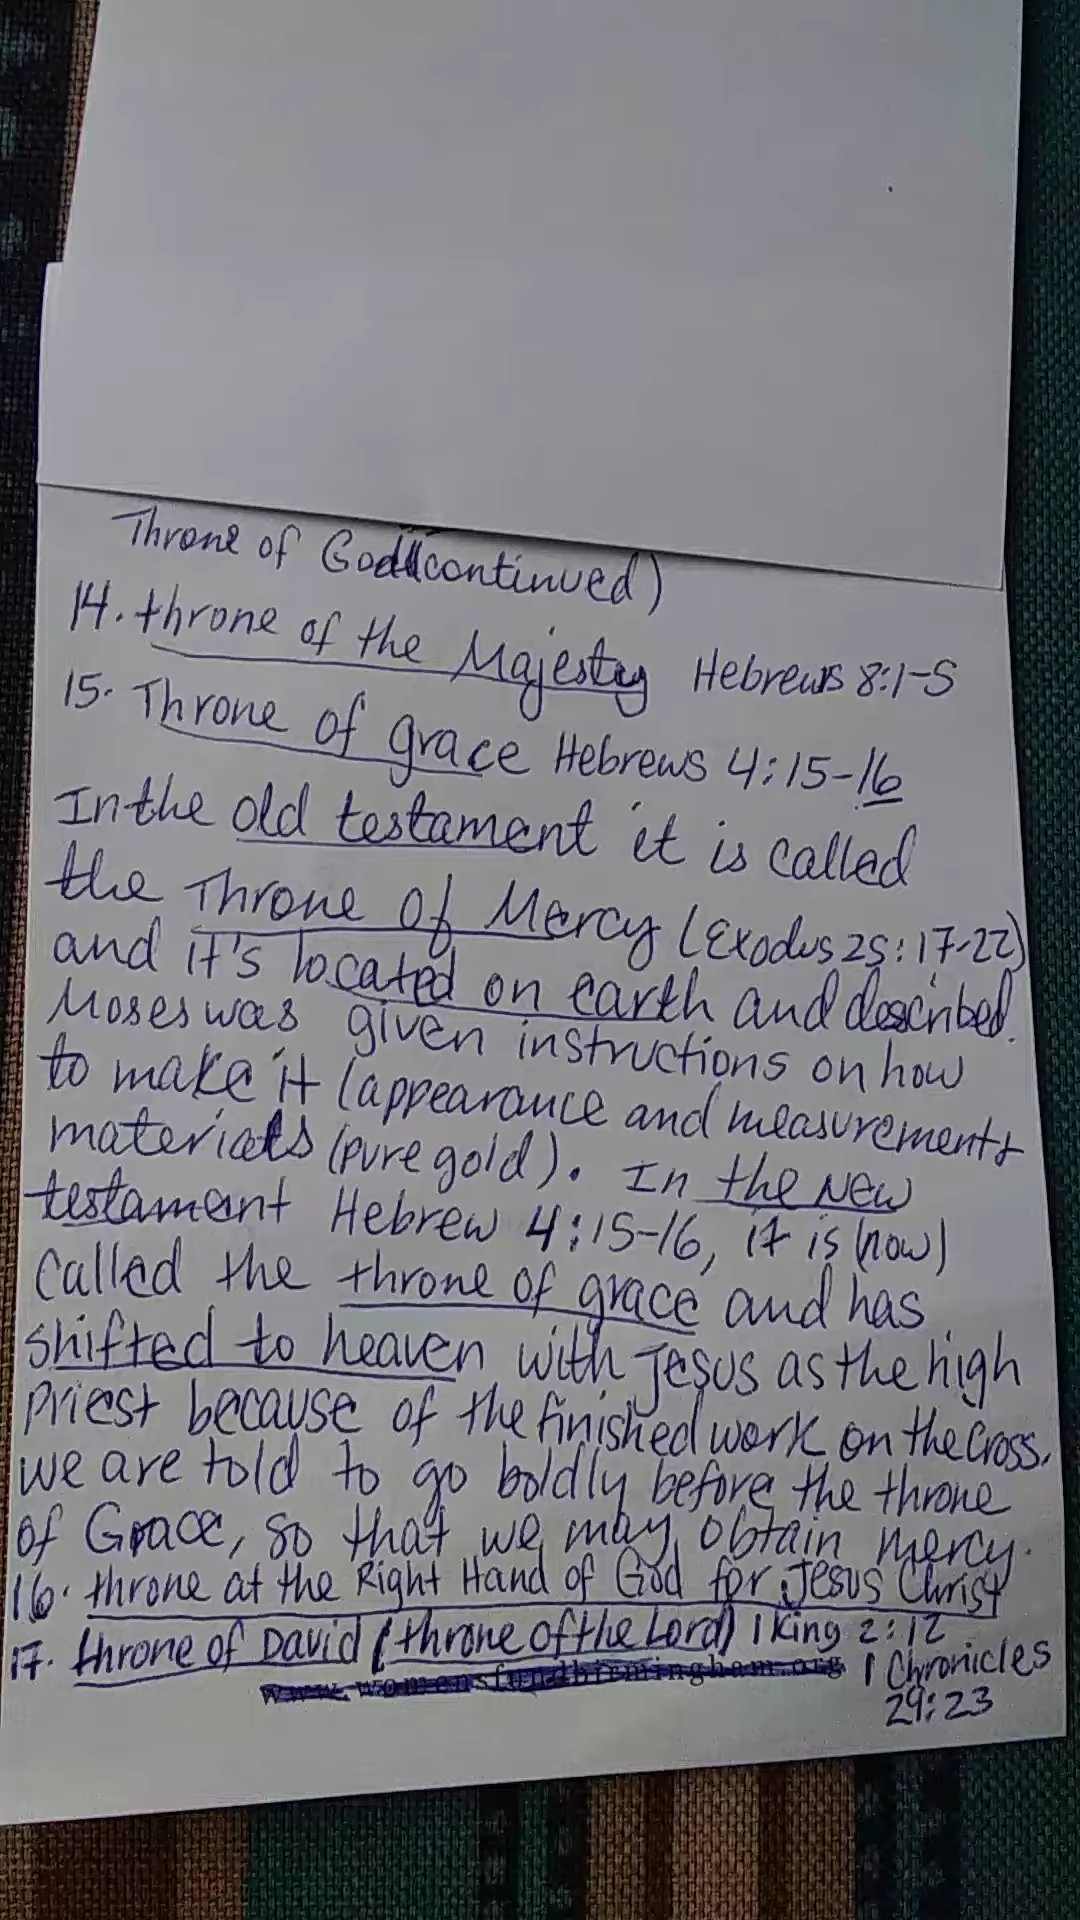 Throne of God (continued)
14. throne of the Majesty Hebrews 8:1-5
15. Throne of grace Hebrews 4:15-16
In the old testament it is called
the Throne of Mercy (Exodus 25:17-22)
and it's located on earth and described.
Moses was given instructions on how
to make it (appearance and measurements
materials (pure gold). In the New
testament Hebrew 4:15-16, it is (now)
called the throne of grace and has
shifted to heaven with Jesus as the high
Priest because of the finished work on the Cross.
we are told to go boldly before the throne
of Grace, so that we may obtain mercy.
16. throne at the Right Hand of God for Jesus Christ
17. throne of David (throne of the Lord) 1 King 2:12
www.womensfundbirmingham.org 1 Chronicles
29:23